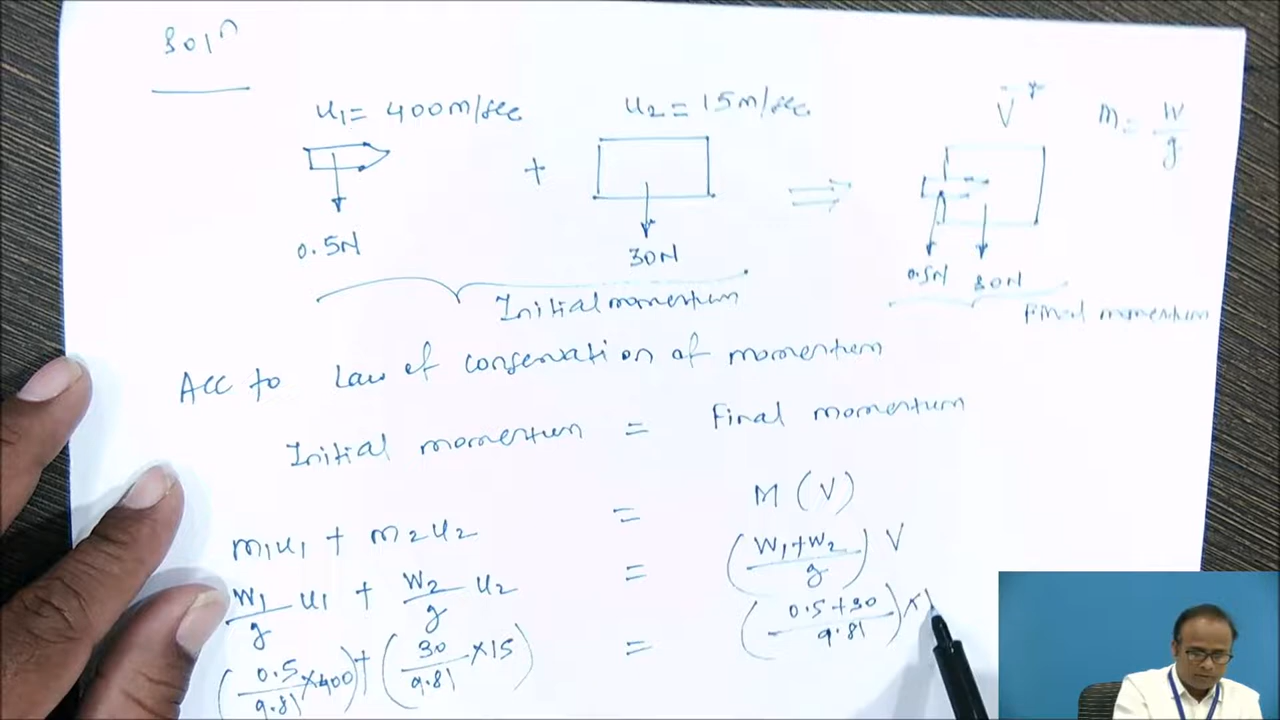 Soln
u1 = 400m/sec
u2 = 15m/sec
V
m = W/g
+
0.5N
30N
0.5N 30N
Initial momentum
Final momentum
Acc to Law of conservation of momentum
Initial momentum = Final momentum
m1u1 + m2u2 = M (V)
W1/g u1 + W2/g u2 = (W1+W2/g) V
(0.5/9.81 ×400) + (30/9.81 ×15) = (0.5+30/9.81) ×